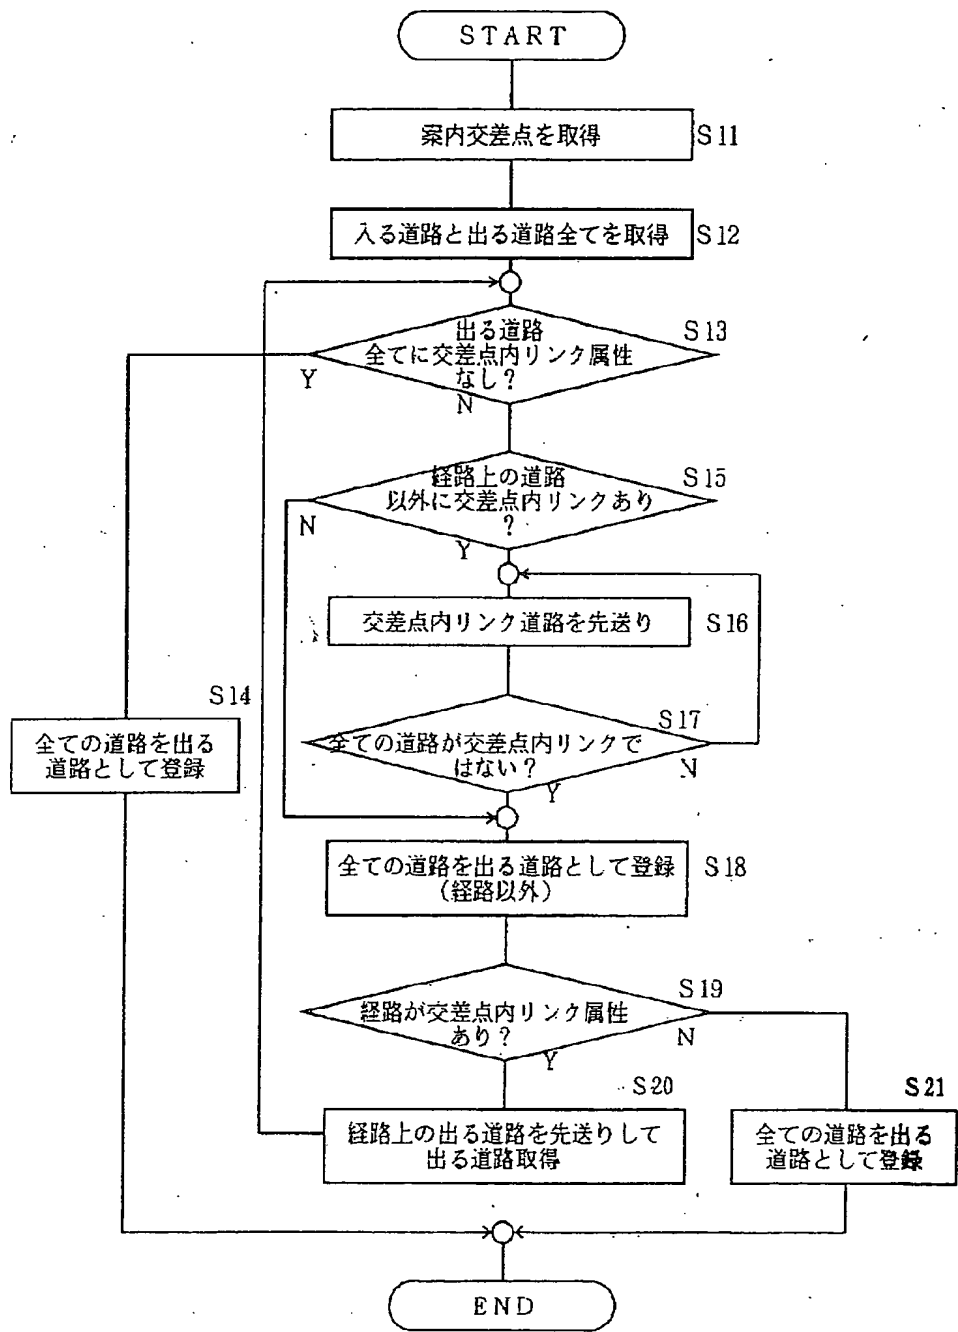 START
案内交差点を取得
S11
入る道路と出る道路全てを取得
S12
出る道路
全てに交差点内リンク属性
なし？
S13
Y
N
経路上の道路
以外に交差点内リンクあり
？
S15
N
Y
交差点内リンク道路を先送り
S16
S14
全ての道路を出る
道路として登録
全ての道路が交差点内リンクで
はない？
S17
N
Y
全ての道路を出る道路として登録
（経路以外）
S18
経路が交差点内リンク属性
あり？
S19
N
Y
S20
経路上の出る道路を先送りして
出る道路取得
S21
全ての道路を出る
道路として登録
END